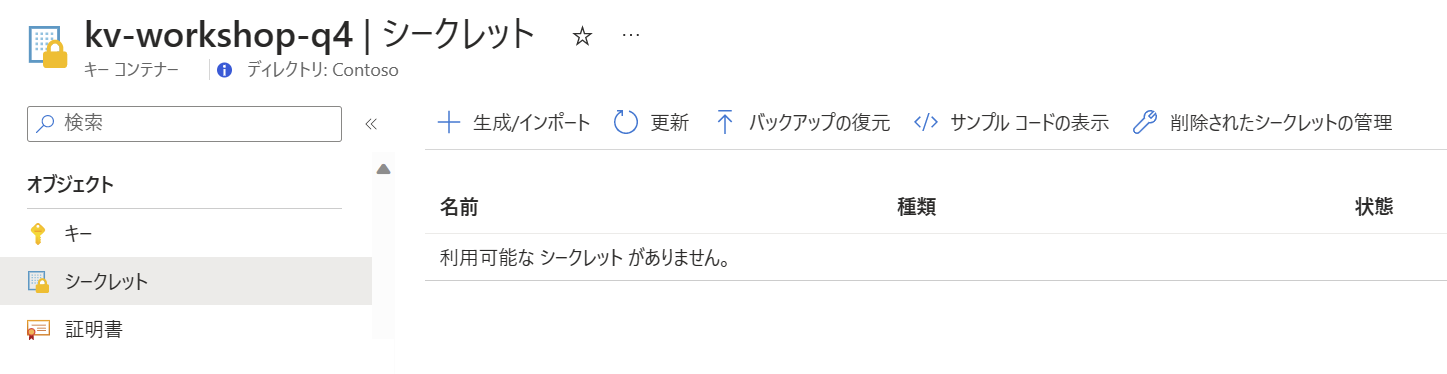 kv-workshop-q4 | シークレット ☆ …
キー コンテナー ディレクトリ: Contoso
検索 «
生成/インポート 更新 バックアップの復元 サンプル コードの表示 削除されたシークレットの管理
オブジェクト
キー
シークレット
証明書
名前 種類 状態
利用可能な シークレット がありません。